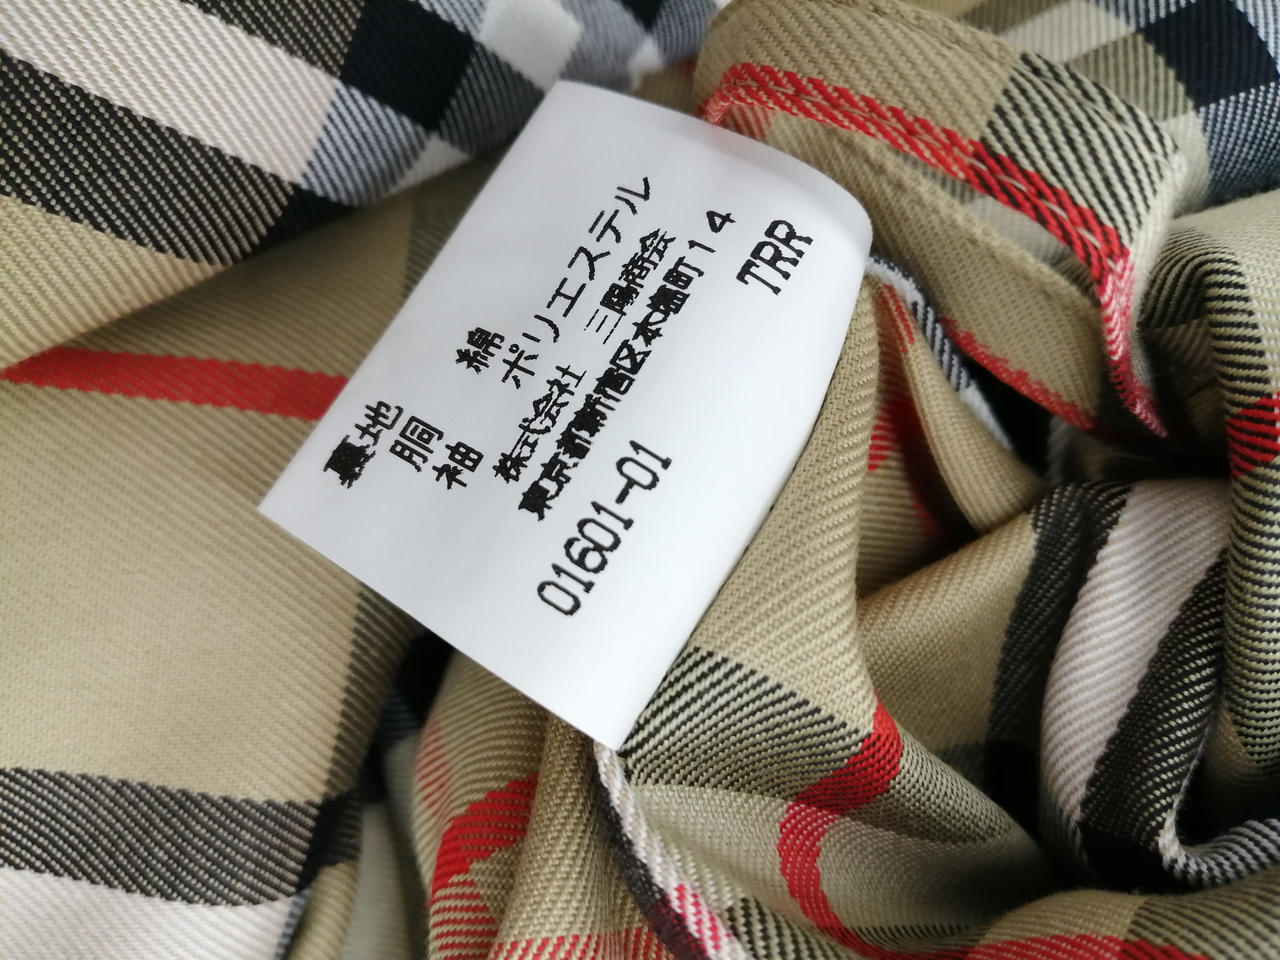 裏地
胴 綿
袖 ポリエステル
株式会社 三陽商会
東京都新宿区本塩町14
01601-01 TRR